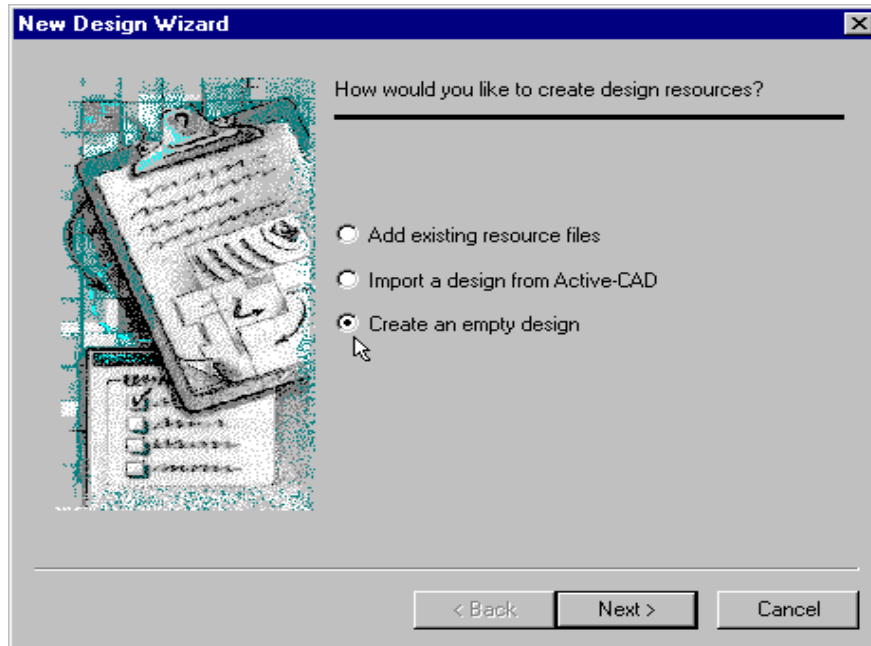 New Design Wizard
How would you like to create design resources?
Add existing resource files
Import a design from Active-CAD
Create an empty design
< Back
Next >
Cancel